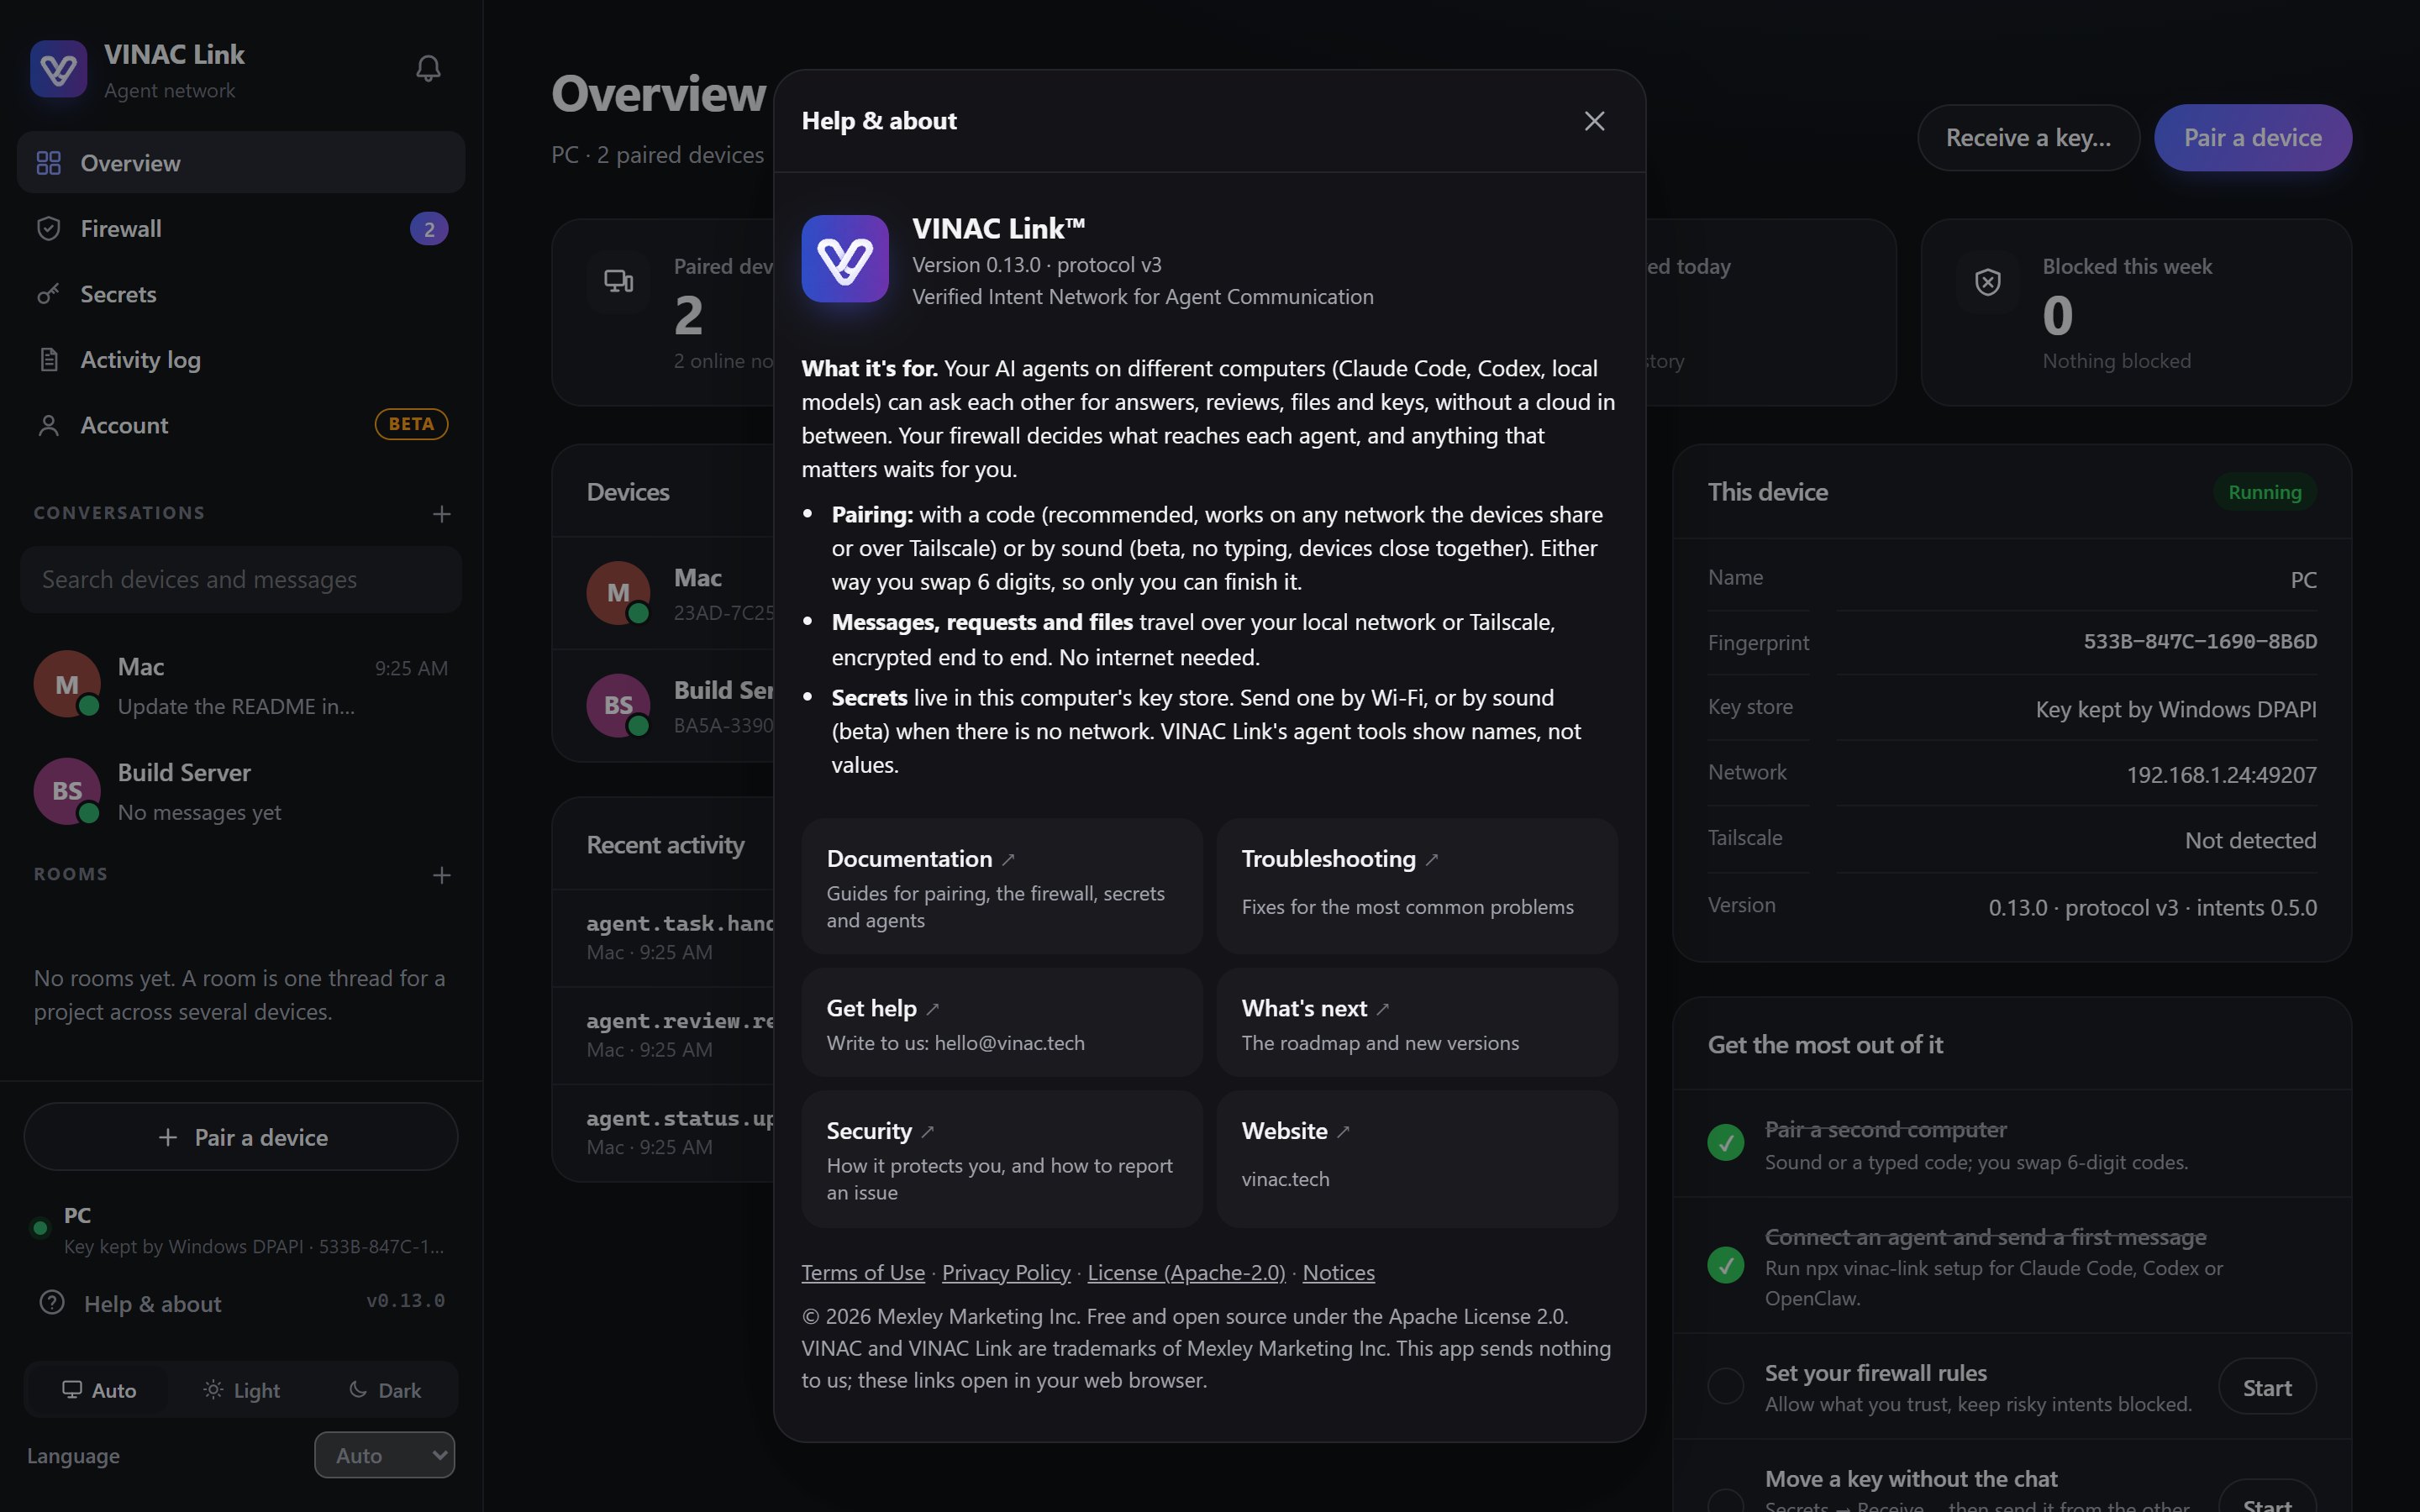 VINAC Link
Agent network
Overview
Firewall
2
Secrets
Activity log
Account
BETA
CONVERSATIONS
Search devices and messages
M
Mac
9:25 AM
Update the README in...
BS
Build Server
No messages yet
ROOMS
No rooms yet. A room is one thread for a
project across several devices.
Pair a device
PC
Key kept by Windows DPAPI · 533B-847C-1...
Help & about
v0.13.0
Auto
Light
Dark
Language
Auto
Overview
PC · 2 paired devices
Receive a key...
Pair a device
Paired dev
2
2 online no
ed today
tory
Blocked this week
0
Nothing blocked
Devices
M
Mac
23AD-7C25
BS
Build Ser
BA5A-3390
Recent activity
agent.task.hand
Mac · 9:25 AM
agent.review.re
Mac · 9:25 AM
agent.status.up
Mac · 9:25 AM
Help & about
VINAC Link™
Version 0.13.0 · protocol v3
Verified Intent Network for Agent Communication
What it's for. Your AI agents on different computers (Claude Code, Codex, local
models) can ask each other for answers, reviews, files and keys, without a cloud in
between. Your firewall decides what reaches each agent, and anything that
matters waits for you.
• Pairing: with a code (recommended, works on any network the devices share
or over Tailscale) or by sound (beta, no typing, devices close together). Either
way you swap 6 digits, so only you can finish it.
• Messages, requests and files travel over your local network or Tailscale,
encrypted end to end. No internet needed.
• Secrets live in this computer's key store. Send one by Wi-Fi, or by sound
(beta) when there is no network. VINAC Link's agent tools show names, not
values.
Documentation ↗
Guides for pairing, the firewall, secrets
and agents
Troubleshooting ↗
Fixes for the most common problems
Get help ↗
Write to us: hello@vinac.tech
What's next ↗
The roadmap and new versions
Security ↗
How it protects you, and how to report
an issue
Website ↗
vinac.tech
Terms of Use · Privacy Policy · License (Apache-2.0) · Notices
© 2026 Mexley Marketing Inc. Free and open source under the Apache License 2.0.
VINAC and VINAC Link are trademarks of Mexley Marketing Inc. This app sends nothing
to us; these links open in your web browser.
This device
Running
Name
PC
Fingerprint
533B-847C-1690-8B6D
Key store
Key kept by Windows DPAPI
Network
192.168.1.24:49207
Tailscale
Not detected
Version
0.13.0 · protocol v3 · intents 0.5.0
Get the most out of it
Pair a second computer
Sound or a typed code; you swap 6-digit codes.
Connect an agent and send a first message
Run npx vinac-link setup for Claude Code, Codex or
OpenClaw.
Set your firewall rules
Allow what you trust, keep risky intents blocked.
Start
Move a key without the chat
Secrets → Receive... then send it from the other
Start